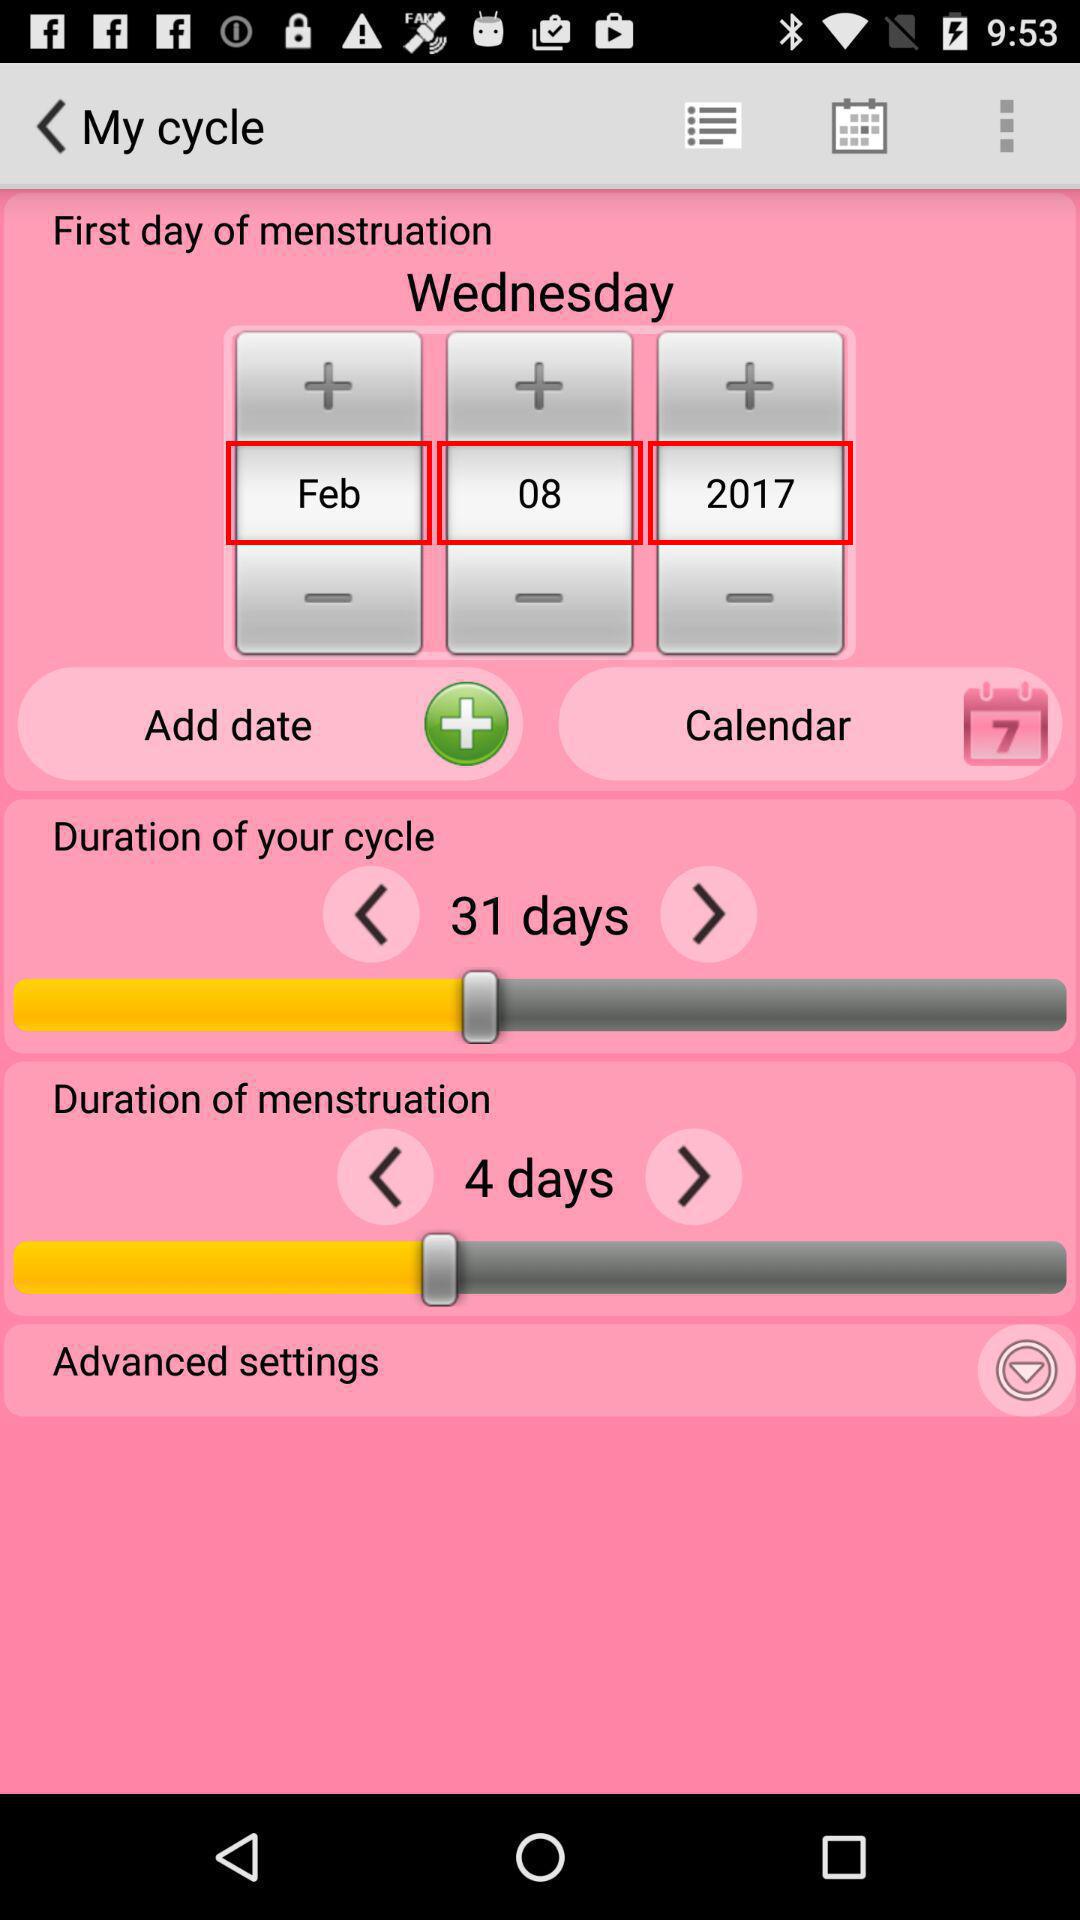 FAKE
9:53
My cycle
First day of menstruation
Wednesday
Feb 08 2017
Add date
Calendar
7
Duration of your cycle
31 days
Duration of menstruation
4 days
Advanced settings